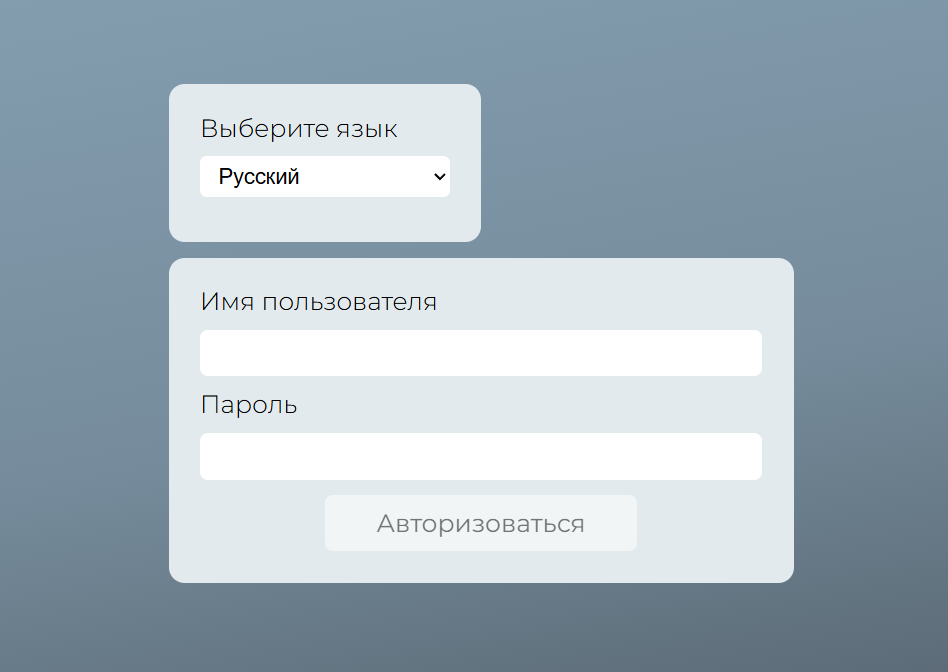 Выберите язык
Русский
Имя пользователя
Пароль
Авторизоваться